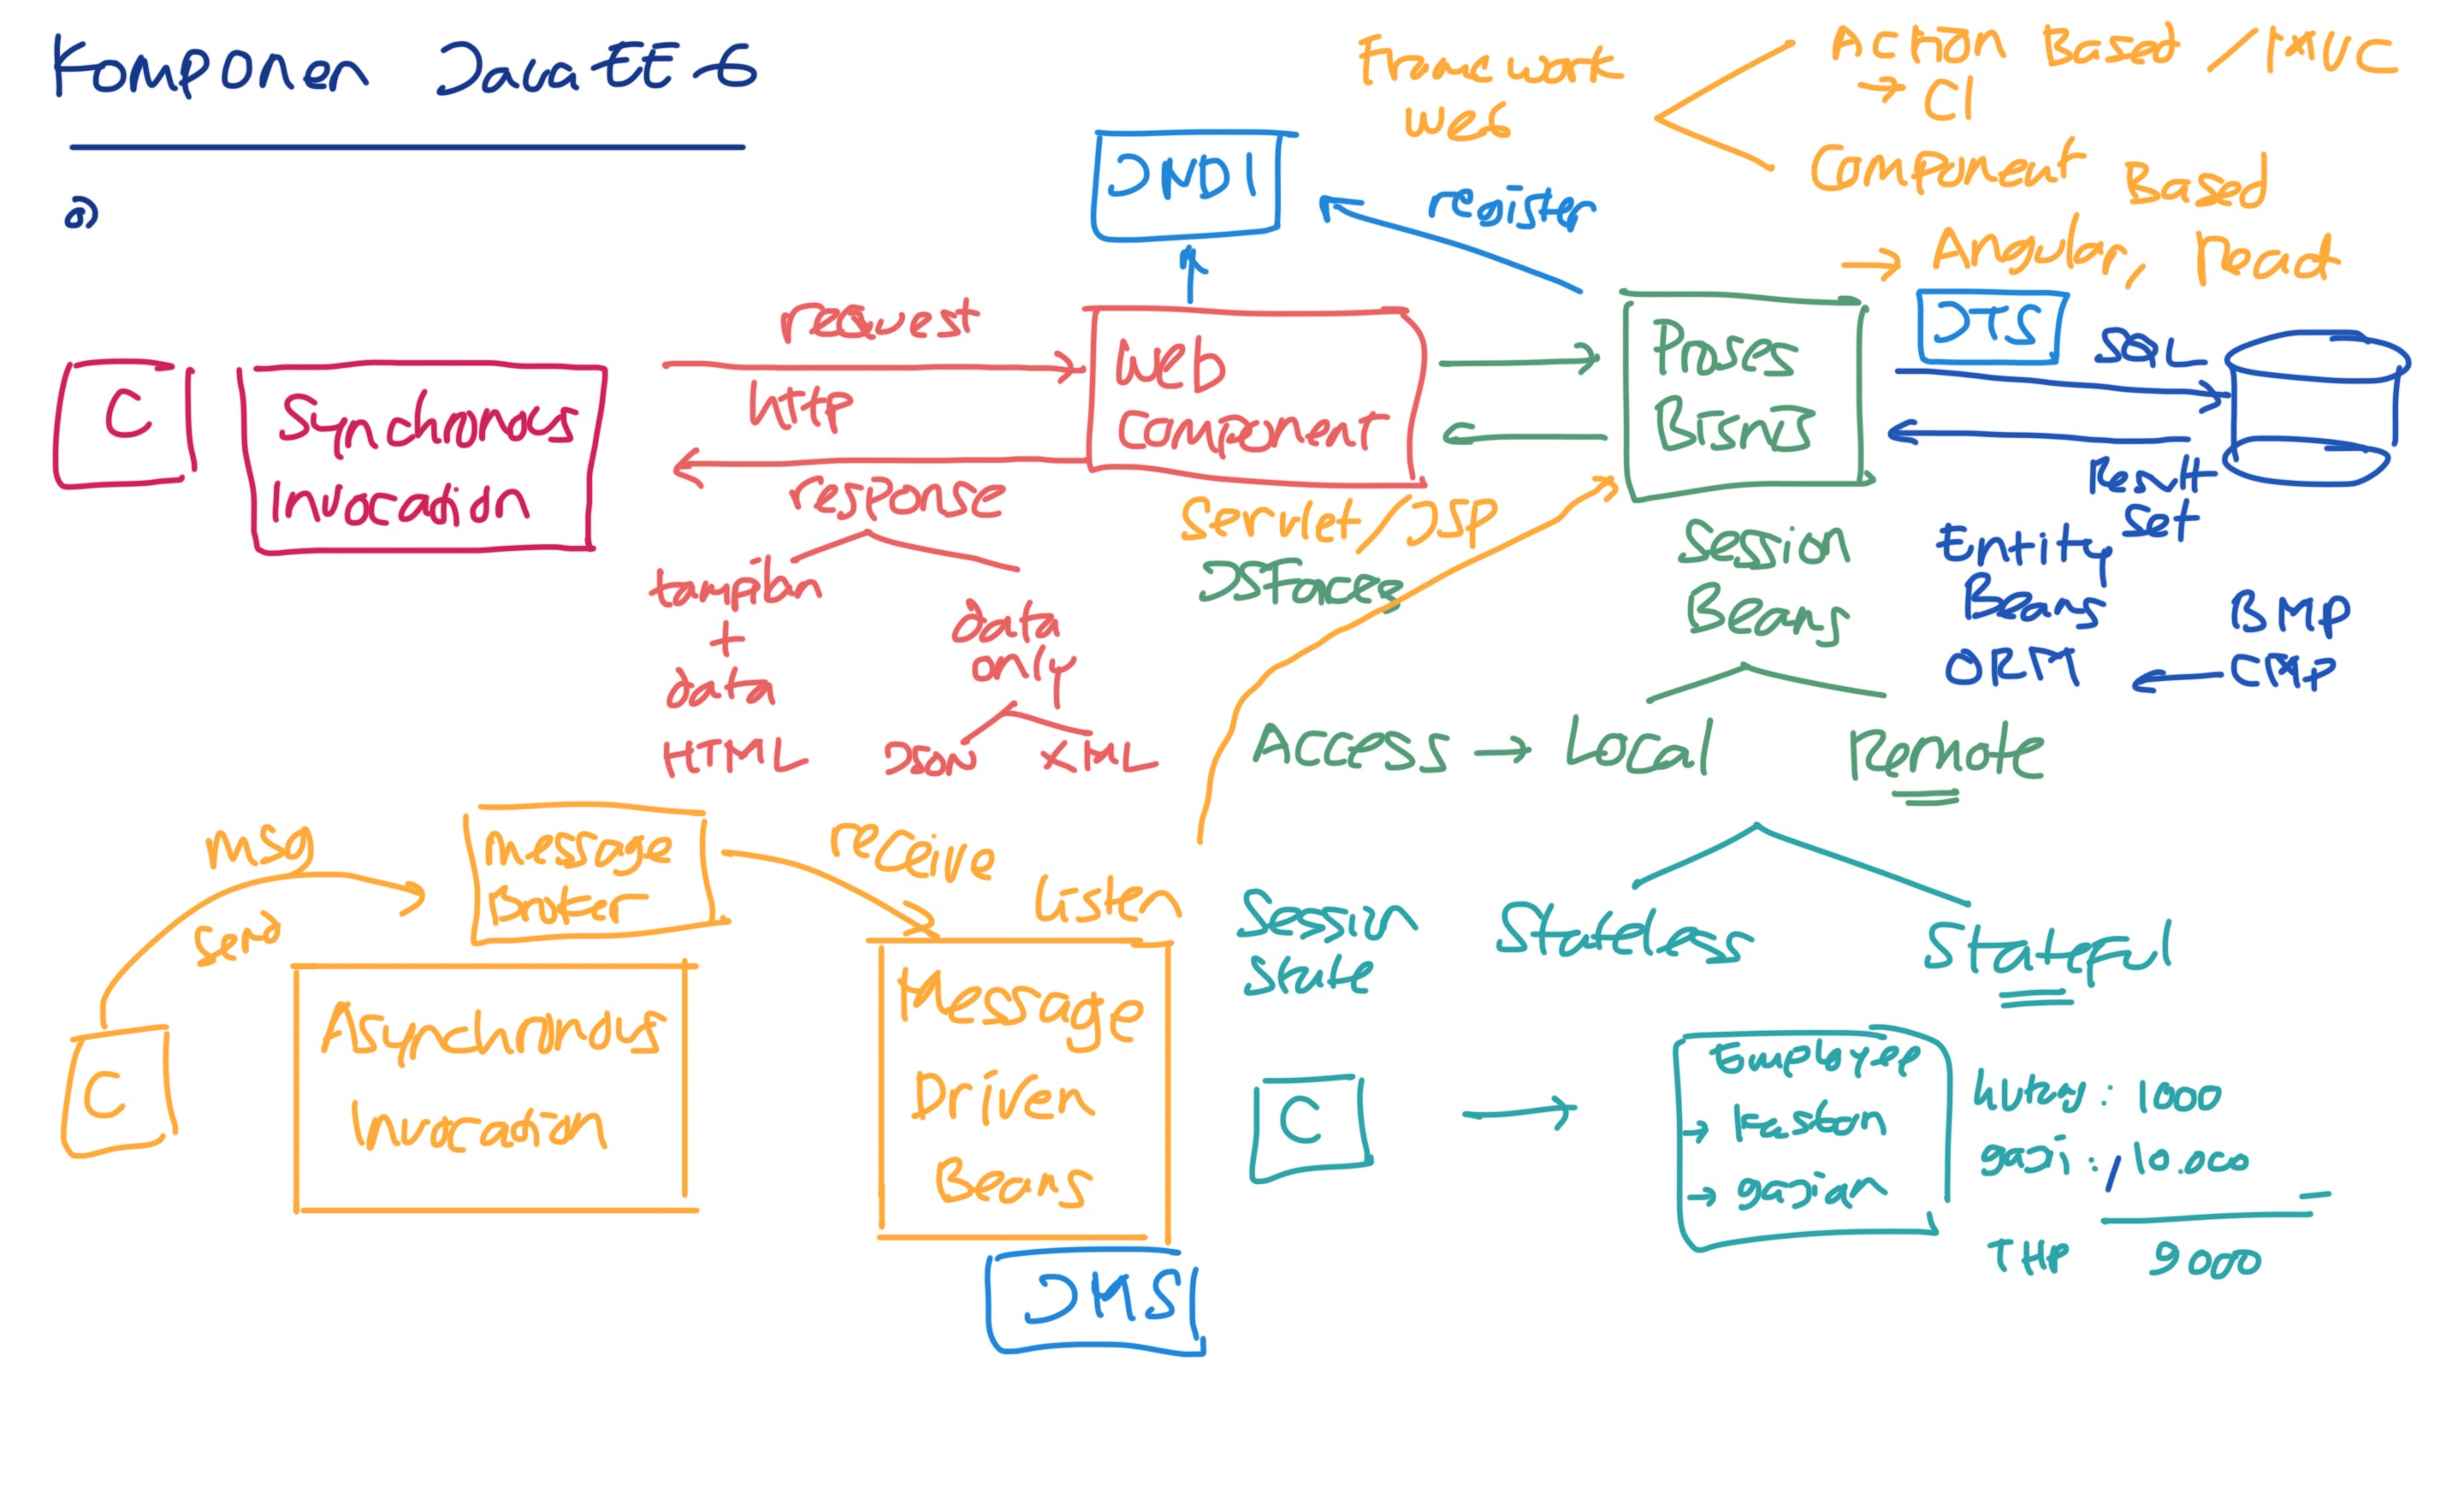 Komponen Java EE-6
a)
Framework
Web
Action Based / MVC
→ CI
Component Based
→ Angular, React
JNDI
register
C
Synchronous
Invocation
request
http
response
tampilan
+
data
HTML
data
only
JSON XML
Web
Component
Servlet / JSP
JSFaces
Proses
Bisnis
JTS
SQL
Result
Set
Session
Beans
Entity
Beans
ORM
BMP
← CMP
Access → Local Remote
msg
send
message
broker
receive
Listen
C
Asynchronous
Invocation
Message
Driven
Beans
JMS
Session
State
Stateless
Stateful
C
Employee
→ kasbon
→ gajian
hutang : 1000
gaji : 10.000
THP 9000